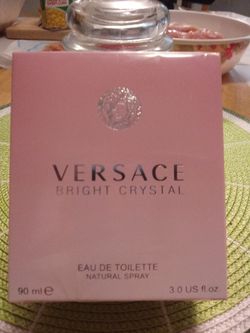 VERSACE
BRIGHT CRYSTAL
EAU DE TOILETTE
NATURAL SPRAY
90 ml ℮ 3.0 US fl.oz